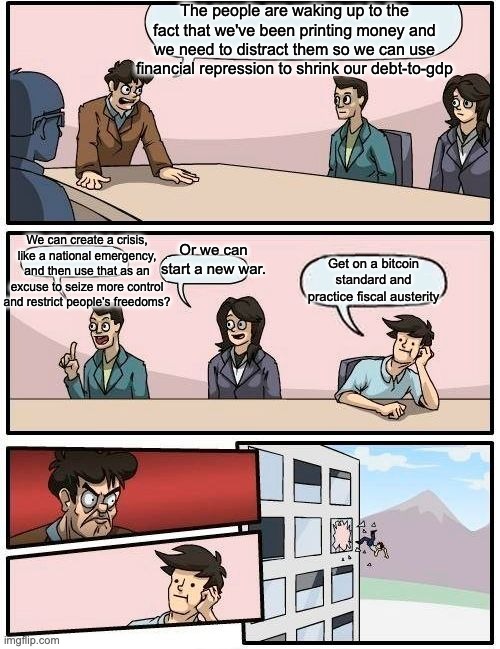 The people are waking up to the
fact that we've been printing money and
we need to distract them so we can use
financial repression to shrink our debt-to-gdp
We can create a crisis,
like a national emergency,
and then use that as an
excuse to seize more control
and restrict people's freedoms?
Or we can
start a new war.
Get on a bitcoin
standard and
practice fiscal austerity
imgflip.com